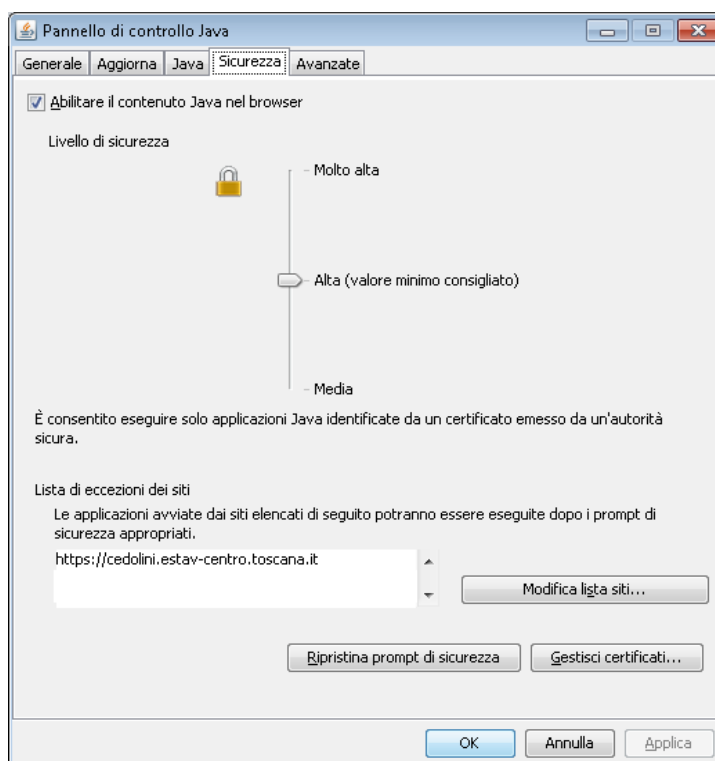 Pannello di controllo Java
Generale Aggiorna Java Sicurezza Avanzate
Abilitare il contenuto Java nel browser
Livello di sicurezza
Molto alta
Alta (valore minimo consigliato)
Media
È consentito eseguire solo applicazioni Java identificate da un certificato emesso da un'autorità
sicura.
Lista di eccezioni dei siti
Le applicazioni avviate dai siti elencati di seguito potranno essere eseguite dopo i prompt di
sicurezza appropriati.
https://cedolini.estav-centro.toscana.it
Modifica lista siti...
Ripristina prompt di sicurezza Gestisci certificati...
OK Annulla Applica